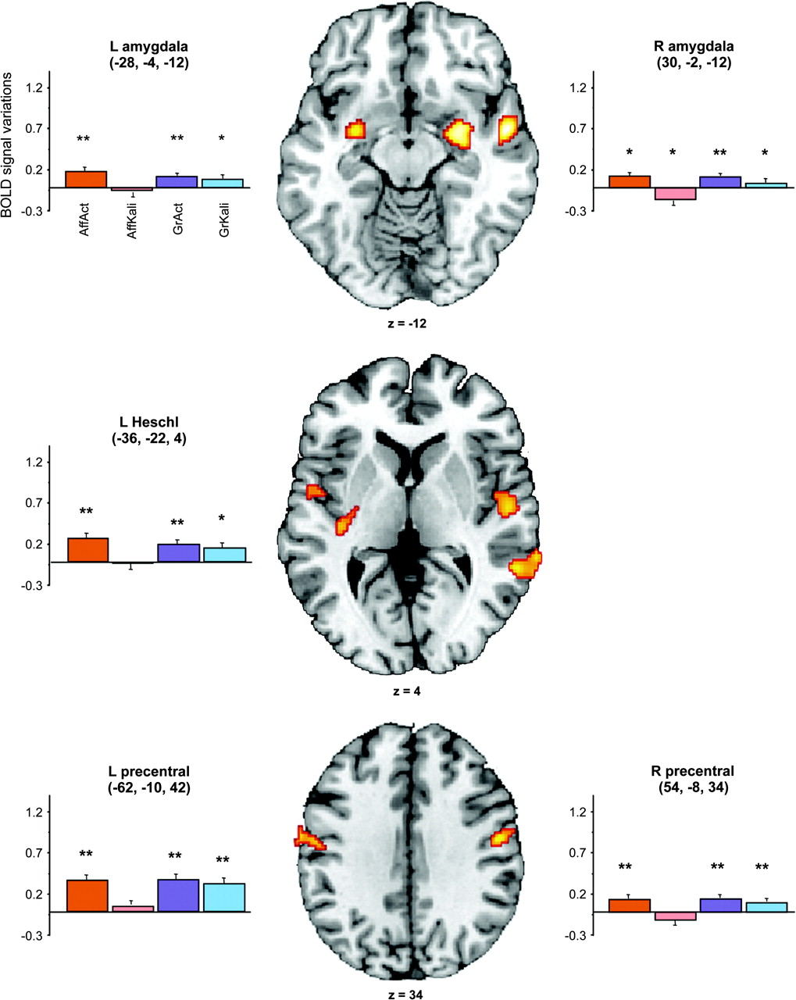 L amygdala
(-28, -4, -12)
BOLD signal variations
1.2
0.7
0.2
-0.3
** ** *
AffAct AffKali GrAct GrKali
R amygdala
(30, -2, -12)
1.2
0.7
0.2
-0.3
* * ** *
z = -12
L Heschl
(-36, -22, 4)
1.2
0.7
0.2
-0.3
** ** *
z = 4
L precentral
(-62, -10, 42)
1.2
0.7
0.2
-0.3
** ** **
R precentral
(54, -8, 34)
1.2
0.7
0.2
-0.3
** ** **
z = 34